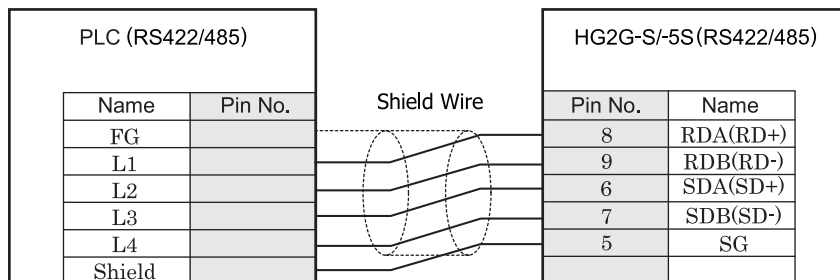 PLC (RS422/485)
HG2G-S/-5S(RS422/485)
Shield Wire
Name Pin No.
FG
L1
L2
L3
L4
Shield
Pin No. Name
8 RDA(RD+)
9 RDB(RD-)
6 SDA(SD+)
7 SDB(SD-)
5 SG